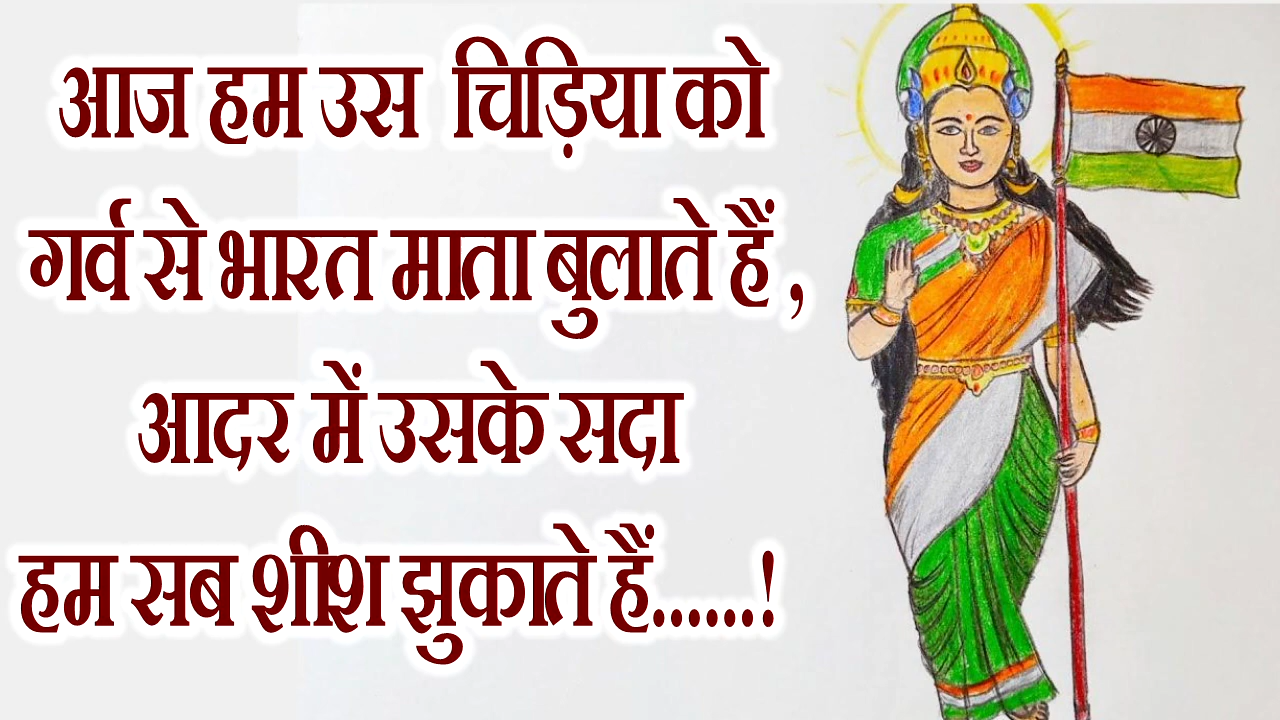 आज हम उस चिड़िया को
गर्व से भारत माता बुलाते हैं ,
आदर में उसके सदा
हम सब शीश झुकाते हैं......!